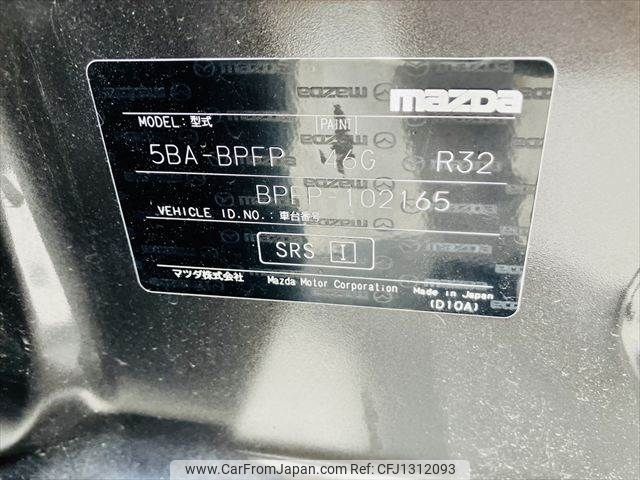 mazda
MODEL:型式 PAINT
5BA-BPFP 46G R32
BPFP-102165
VEHICLE ID.NO.:車台番号
SRS I
マツダ株式会社 Mazda Motor Corporation Made in Japan
(D10A)
www.CarFromJapan.com | Ref No. CFJ1312093